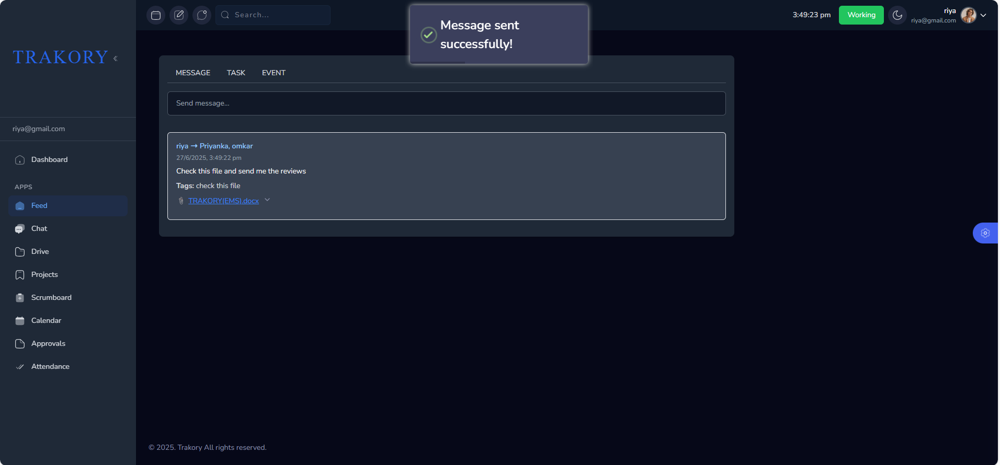 TRAKORY
riya@gmail.com
Dashboard
APPS
Feed
Chat
Drive
Projects
Scrumboard
Calendar
Approvals
Attendance
Search...
Message sent
successfully!
3:49:23 pm
Working
riya
riya@gmail.com
MESSAGE TASK EVENT
Send message...
riya → Priyanka, omkar
27/6/2025, 3:49:22 pm
Check this file and send me the reviews
Tags: check this file
TRAKORY(EMS).docx
© 2025. Trakory All rights reserved.